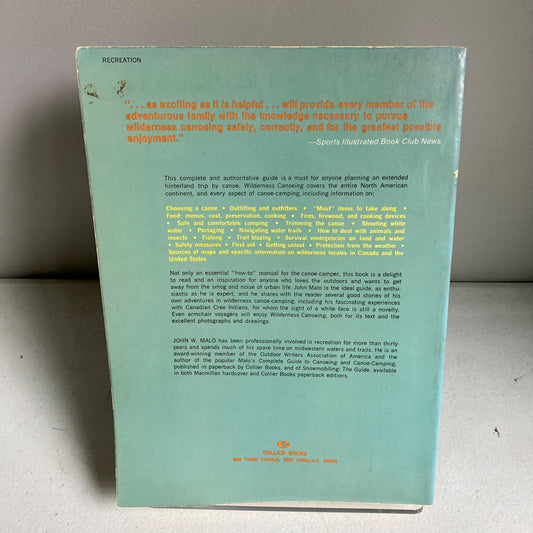 RECREATION
". . . as exciting as it is helpful . . . will provide every member of the
adventurous family with the knowledge necessary to pursue
wilderness canoeing safely, correctly, and for the greatest possible
enjoyment."
—Sports Illustrated Book Club News
This complete and authoritative guide is a must for anyone planning an extended
hinterland trip by canoe. Wilderness Canoeing covers the entire North American
continent, and every aspect of canoe-camping, including information on:
Choosing a canoe • Outfitting and outfitters • "Must" items to take along •
Food: menus, cost, preservation, cooking • Fires, firewood, and cooking devices
• Safe and comfortable camping • Trimming the canoe • Shooting white
water • Portaging • Navigating water trails • How to deal with animals and
insects • Fishing • Trail blazing • Survival emergencies on land and water
• Safety measures • First aid • Getting unlost • Protection from the weather •
Sources of maps and specific information on wilderness locales in Canada and the
United States.
Not only an essential "how-to" manual for the canoe-camper, this book is a delight
to read and an inspiration for anyone who loves the outdoors and wants to get
away from the smog and noise of urban life. John Malo is the ideal guide, as enthu-
siastic as he is expert, and he shares with the reader several good stories of his
own adventures in wilderness canoe-camping, including his fascinating experiences
with Canadian Cree Indians, for whom the sight of a white face is still a novelty.
Even armchair voyagers will enjoy Wilderness Canoeing, both for its text and the
excellent photographs and drawings.
JOHN W. MALO has been professionally involved in recreation for more than thirty
years and spends much of his spare time on midwestern waters and trails. He is an
award-winning member of the Outdoor Writers Association of America and the
author of the popular Malo's Complete Guide to Canoeing and Canoe-Camping,
published in paperback by Collier Books, and of Snowmobiling: The Guide, available
in both Macmillan hardcover and Collier Books paperback editions.
COLLIER BOOKS
866 THIRD AVENUE, NEW YORK, N.Y. 10022